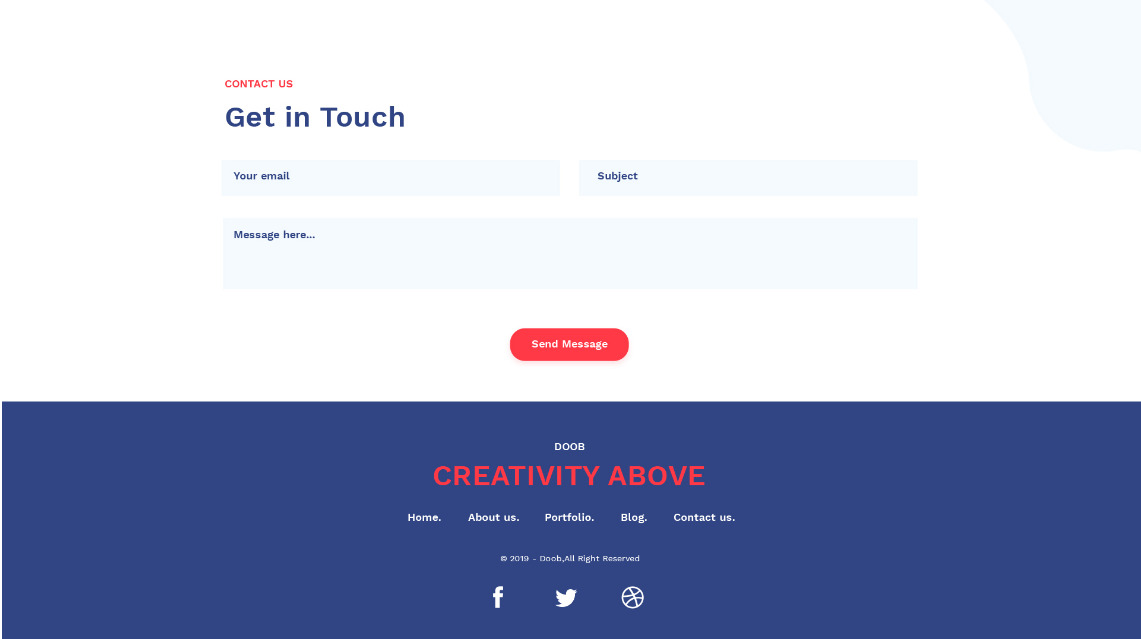 CONTACT US
Get in Touch
Your email
Subject
Message here...
Send Message
DOOB
CREATIVITY ABOVE
Home.
About us.
Portfolio.
Blog.
Contact us.
© 2019 - Doob,All Right Reserved